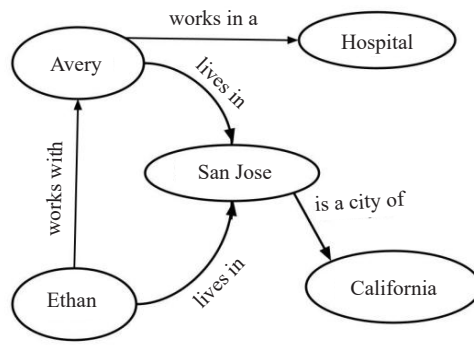 works in a
Hospital
Avery
lives in
San Jose
works with
is a city of
lives in
Ethan
California